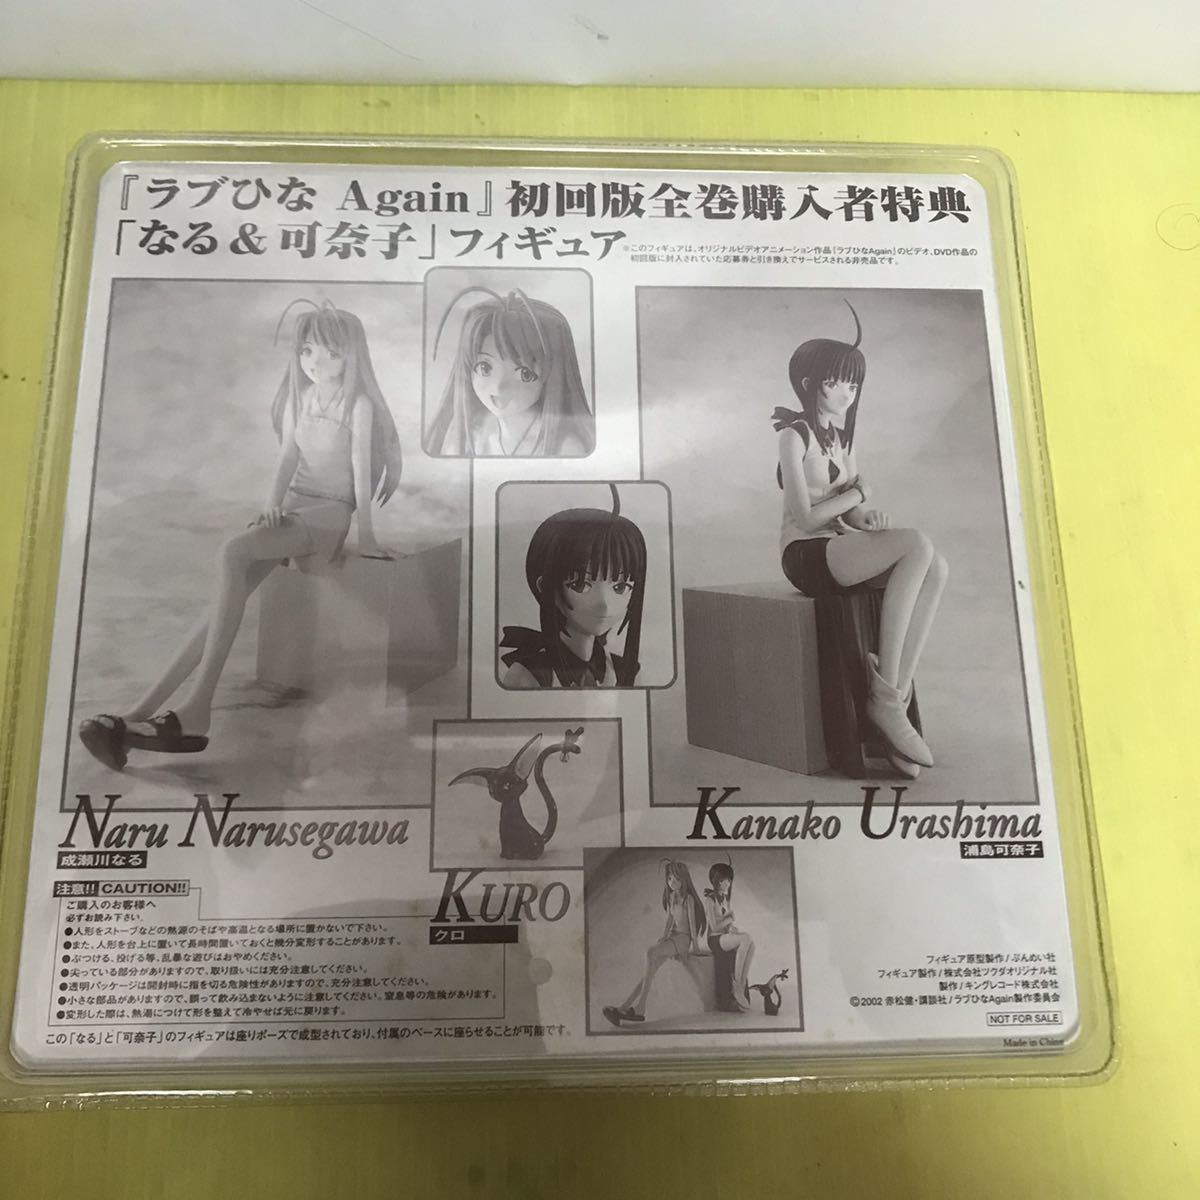 『ラブひな Again』初回版全巻購入者特典
「なる&可奈子」フィギュア
※このフィギュアは、オリジナルビデオアニメーション作品「ラブひなAgain」のビデオ、DVD作品の
初回版に封入されていた応募券と引き換えでサービスされる非売品です。
Naru Narusegawa
成瀬川なる
Kanako Urashima
浦島可奈子
KURO
クロ
注意!! CAUTION!!
ご購入のお客様へ
必ずお読み下さい。
●人形をストーブなどの熱源のそばや高温となる場所に置かないで下さい。
●また、人形を台上に置いて長時間置いておくと幾分変形することがあります。
●ぶつける、投げる等、乱暴な遊びはおやめください。
●尖っている部分がありますので、取り扱いには充分注意してください。
●透明パッケージは開封時に指を切る危険性がありますので、充分注意してください。
●小さな部品がありますので、誤って飲み込まないように注意してください。窒息等の危険があります。
●変形した際は、熱湯につけて形を整えて冷やせば元に戻ります。
この「なる」と「可奈子」のフィギュアは座りポーズで成型されており、付属のベースに座らせることが可能です。
フィギュア原型製作/ぶんめい社
フィギュア製作/株式会社ツクダオリジナル社
製作/キングレコード株式会社
©2002 赤松健・講談社/ラブひなAgain製作委員会
NOT FOR SALE
Made in China